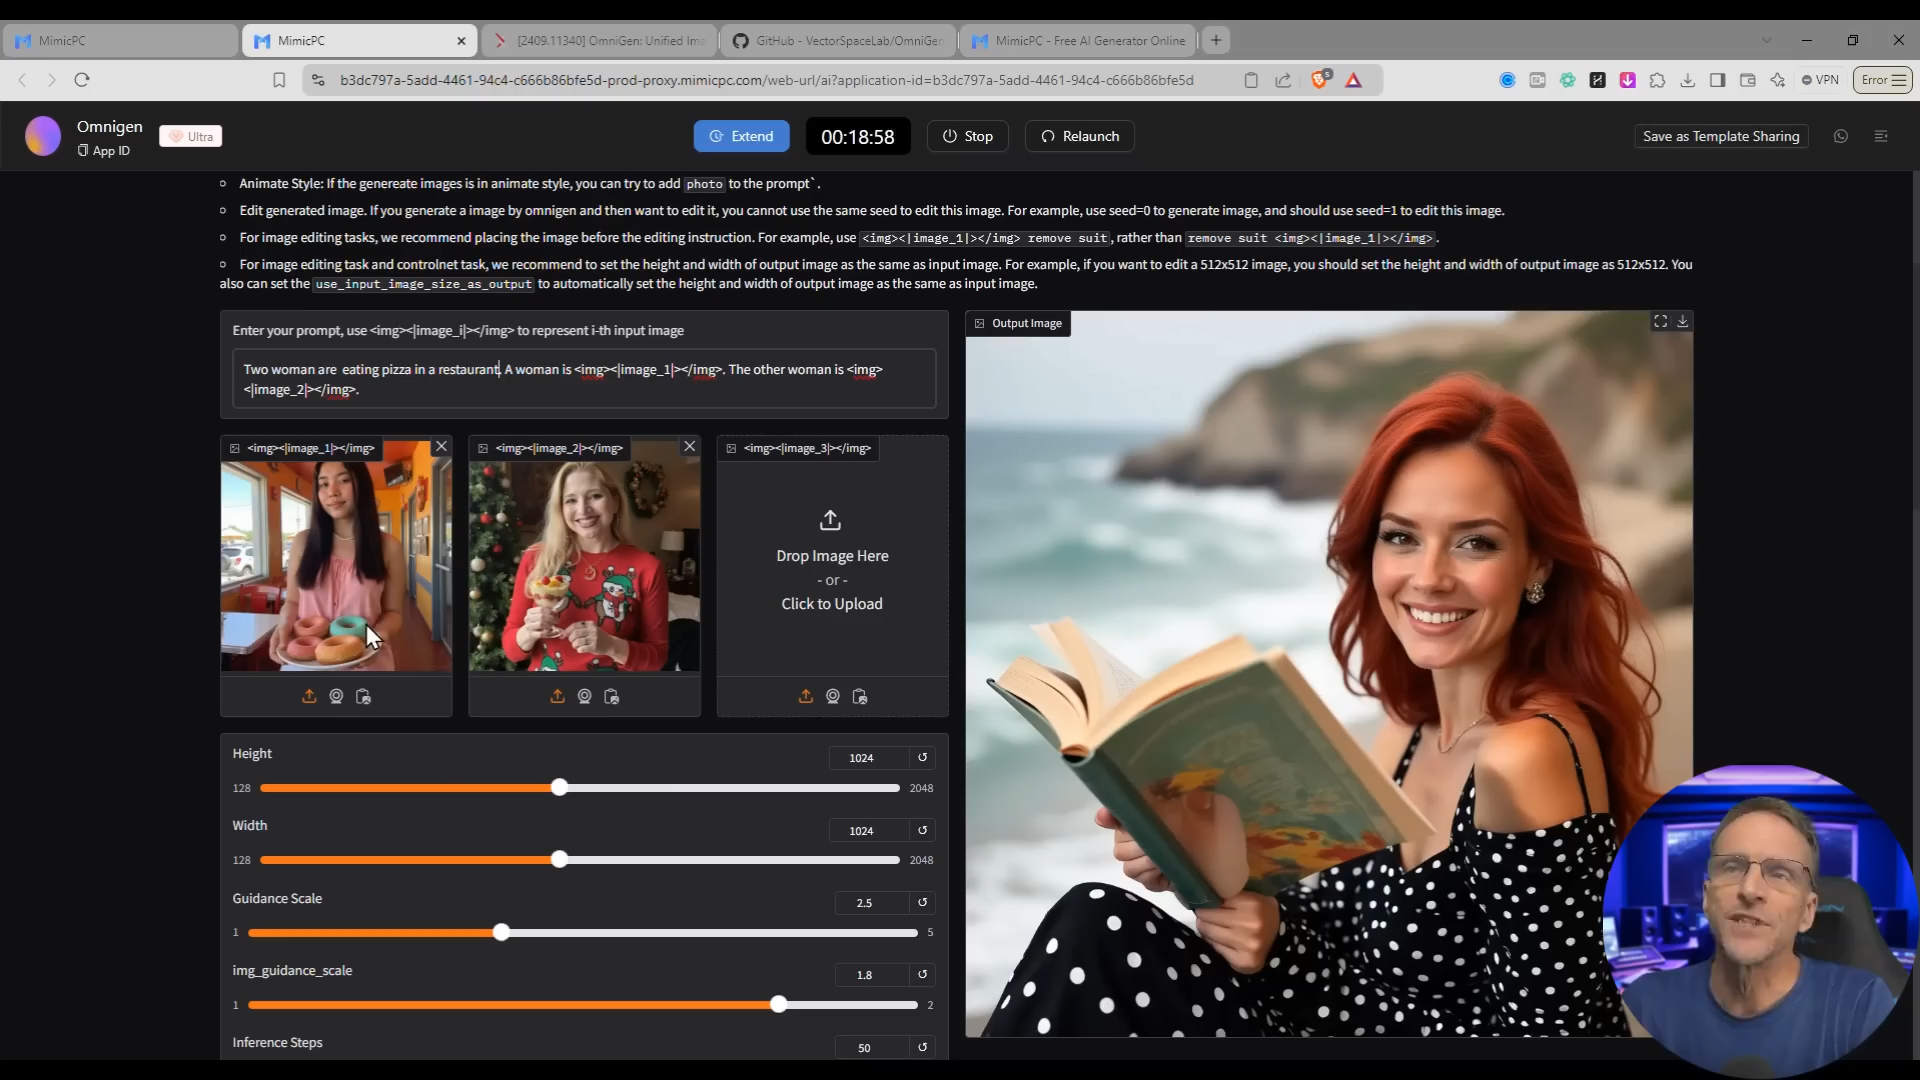 MimicPC
MimicPC
[2409.11340] OmniGen: Unified Ima
GitHub - VectorSpaceLab/OmniGen
MimicPC - Free AI Generator Online
b3dc797a-5add-4461-94c4-c666b86bfe5d-prod-proxy.mimicpc.com/web-url/ai?application-id=b3dc797a-5add-4461-94c4-c666b86bfe5d
5
VPN
Error
Omnigen
App ID
Ultra
Extend
00:18:58
Stop
Relaunch
Save as Template Sharing
Animate Style: If the genereate images is in animate style, you can try to add photo to the prompt`.
Edit generated image. If you generate a image by omnigen and then want to edit it, you cannot use the same seed to edit this image. For example, use seed=0 to generate image, and should use seed=1 to edit this image.
For image editing tasks, we recommend placing the image before the editing instruction. For example, use <img><|image_1|></img> remove suit, rather than remove suit <img><|image_1|></img>.
For image editing task and controlnet task, we recommend to set the height and width of output image as the same as input image. For example, if you want to edit a 512x512 image, you should set the height and width of output image as 512x512. You
also can set the use_input_image_size_as_output to automatically set the height and width of output image as the same as input image.
Enter your prompt, use <img><|image_i|></img> to represent i-th input image
Two woman are eating pizza in a restaurant. A woman is <img><|image_1|></img>. The other woman is <img>
<|image_2|></img>.
Output Image
<img><|image_1|></img>
<img><|image_2|></img>
<img><|image_3|></img>
Drop Image Here
- or -
Click to Upload
Height
1024
128
2048
Width
1024
128
2048
Guidance Scale
2.5
1
5
img_guidance_scale
1.8
1
2
Inference Steps
50